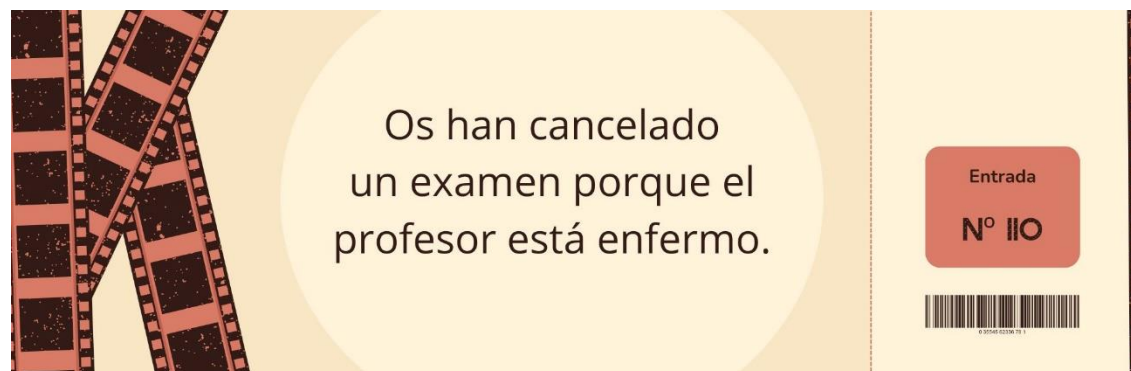 Os han cancelado
un examen porque el
profesor está enfermo.
Entrada
Nº 110